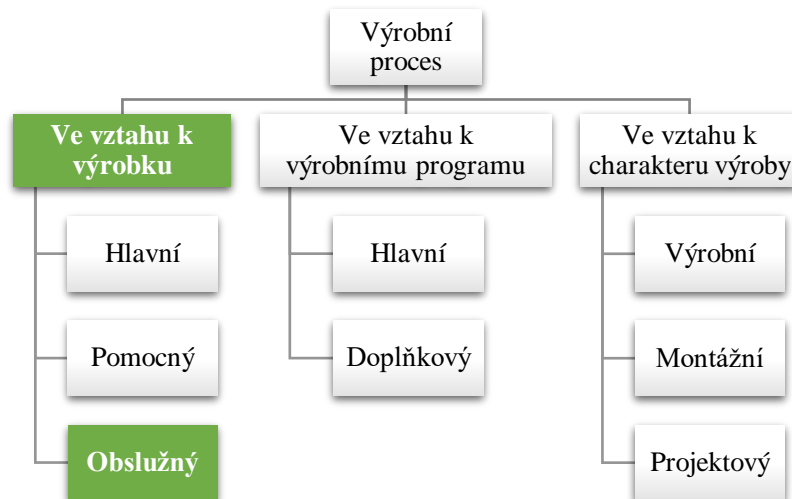 Výrobní
proces
Ve vztahu k
výrobku
Hlavní
Pomocný
Obslužný
Ve vztahu k
výrobnímu programu
Hlavní
Doplňkový
Ve vztahu k
charakteru výroby
Výrobní
Montážní
Projektový